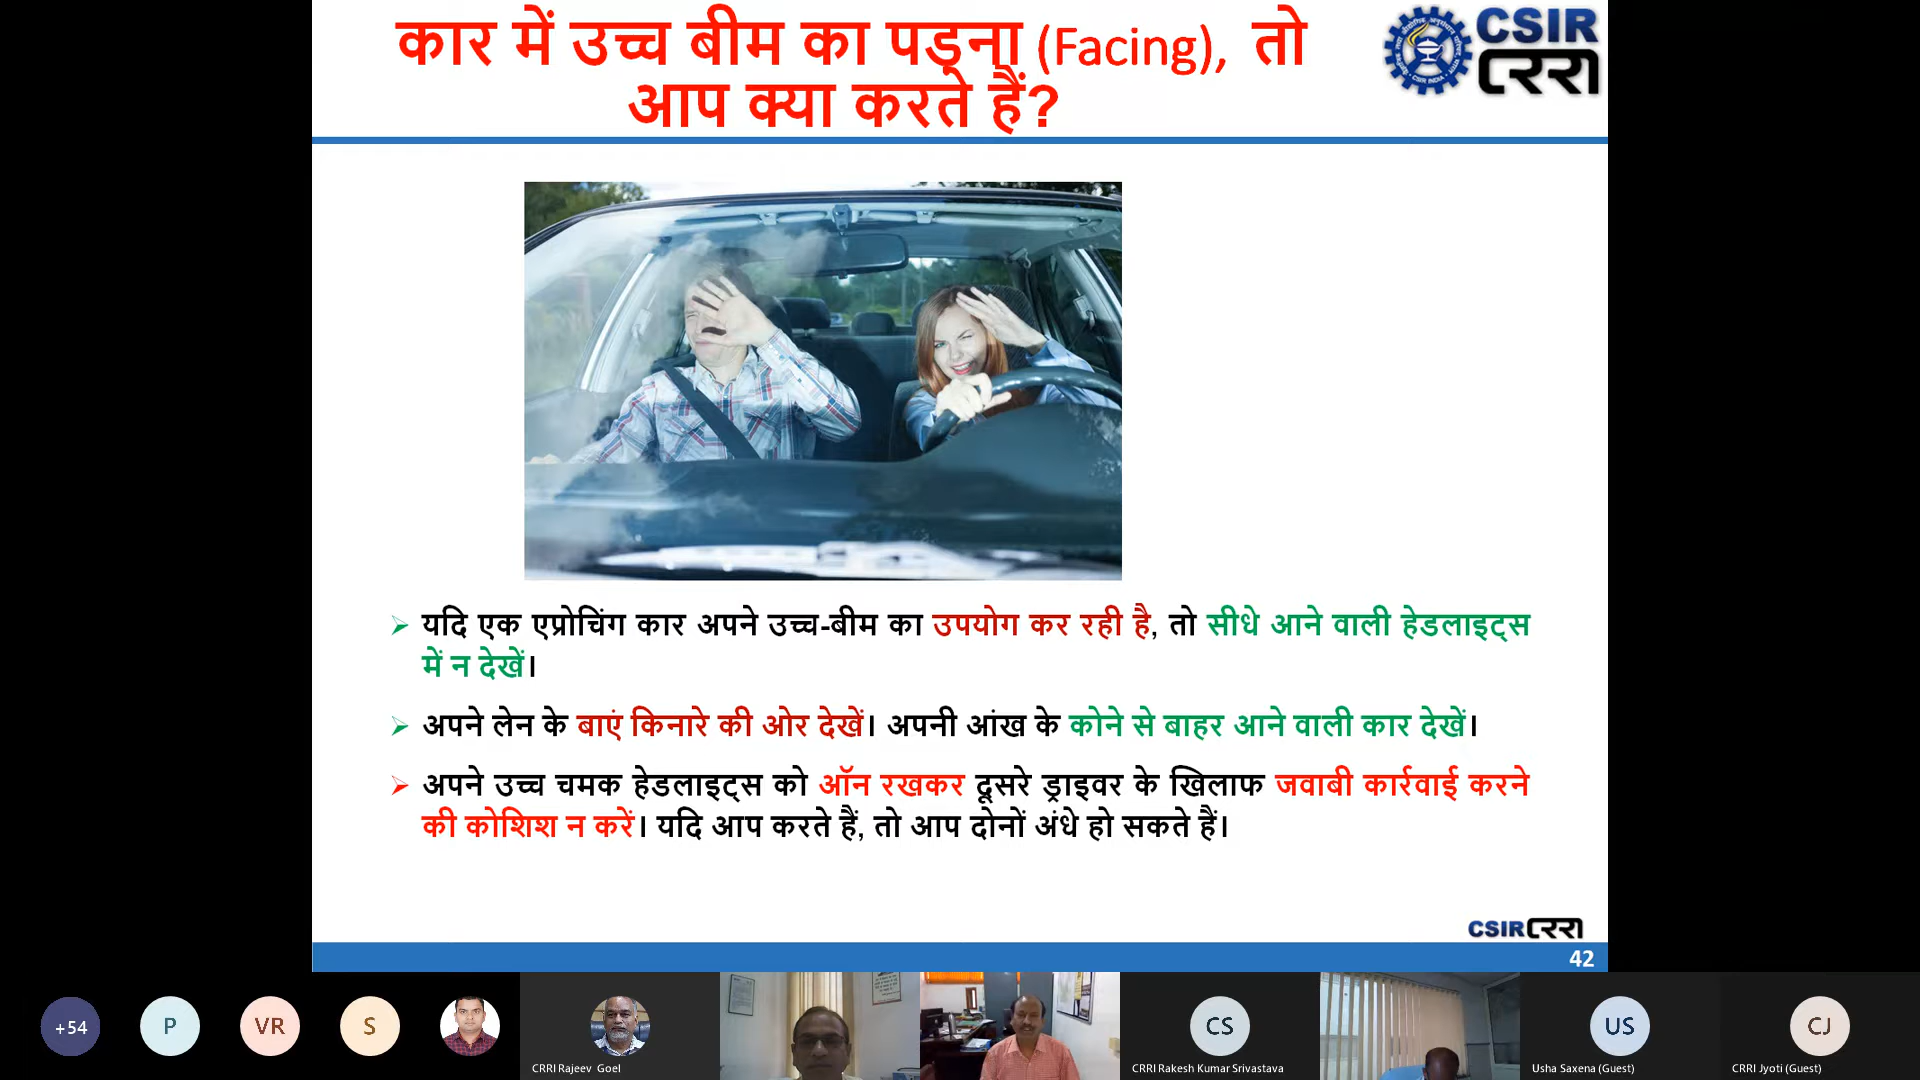 कार में उच्च बीम का पड़ना (Facing), तो
आप क्या करते हैं?
CSIR
CRRI
यदि एक एप्रोचिंग कार अपने उच्च-बीम का उपयोग कर रही है, तो सीधे आने वाली हेडलाइट्स
में न देखें।
अपने लेन के बाएं किनारे की ओर देखें। अपनी आंख के कोने से बाहर आने वाली कार देखें।
अपने उच्च चमक हेडलाइट्स को ऑन रखकर दूसरे ड्राइवर के खिलाफ जवाबी कार्रवाई करने
की कोशिश न करें। यदि आप करते हैं, तो आप दोनों अंधे हो सकते हैं।
CSIR CRRI
42
+54
P
VR
S
CRRI Rajeev Goel
CS
CRRI Rakesh Kumar Srivastava
US
Usha Saxena (Guest)
CJ
CRRI Jyoti (Guest)